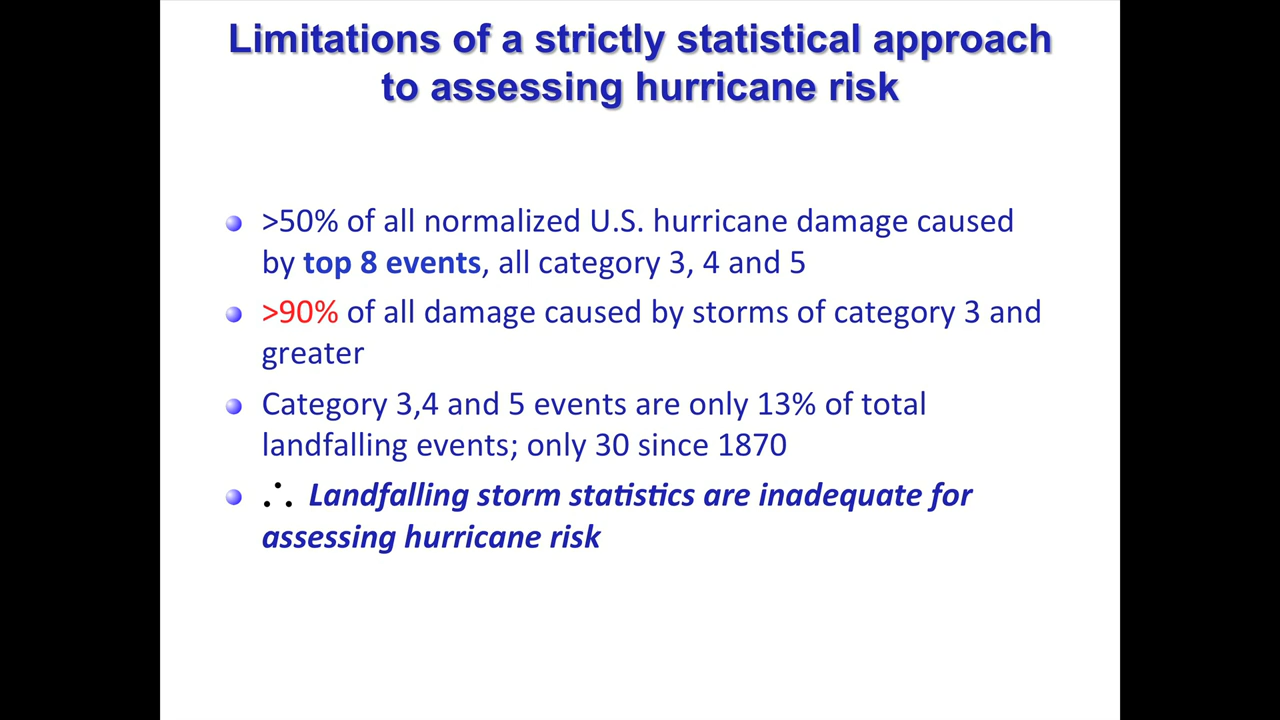 Limitations of a strictly statistical approach
to assessing hurricane risk
>50% of all normalized U.S. hurricane damage caused
by top 8 events, all category 3, 4 and 5
>90% of all damage caused by storms of category 3 and
greater
Category 3,4 and 5 events are only 13% of total
landfalling events; only 30 since 1870
∴ Landfalling storm statistics are inadequate for
assessing hurricane risk